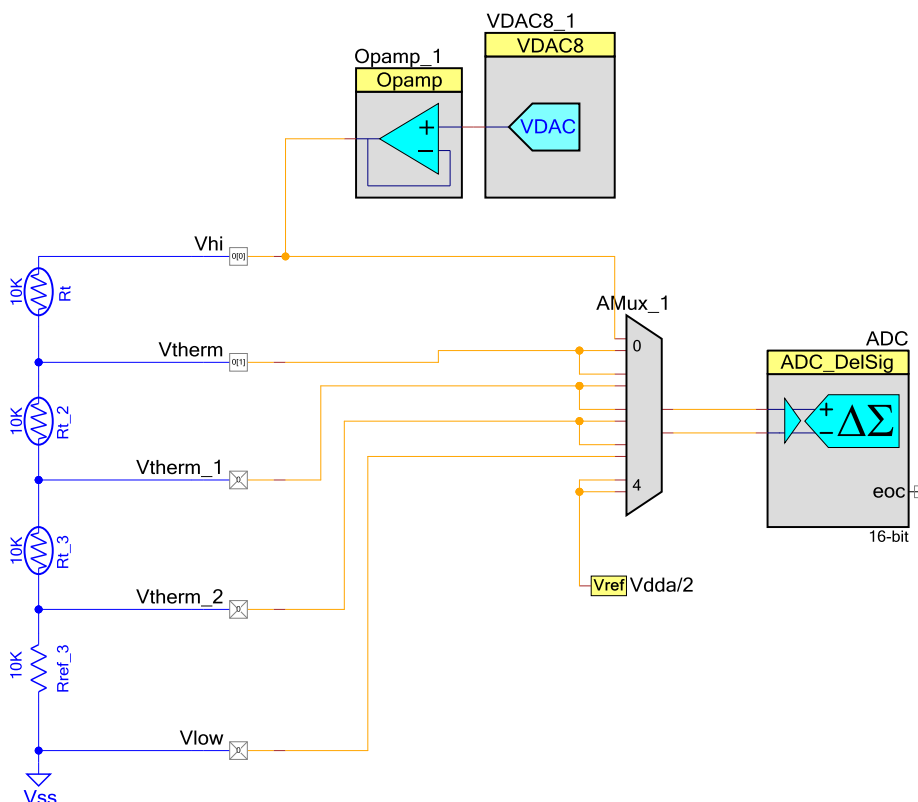 VDAC8_1
VDAC8
Opamp_1
Opamp
+
−
VDAC
Vhi
0[0]
10K
Rt
AMux_1
Vtherm
0[1]
0
ADC
ADC_DelSig
10K
Rt_2
+
−
ΔΣ
Vtherm_1
0
4
eoc
16-bit
10K
Rt_3
Vref
Vdda/2
Vtherm_2
0
10K
Rref_3
Vlow
0
Vss